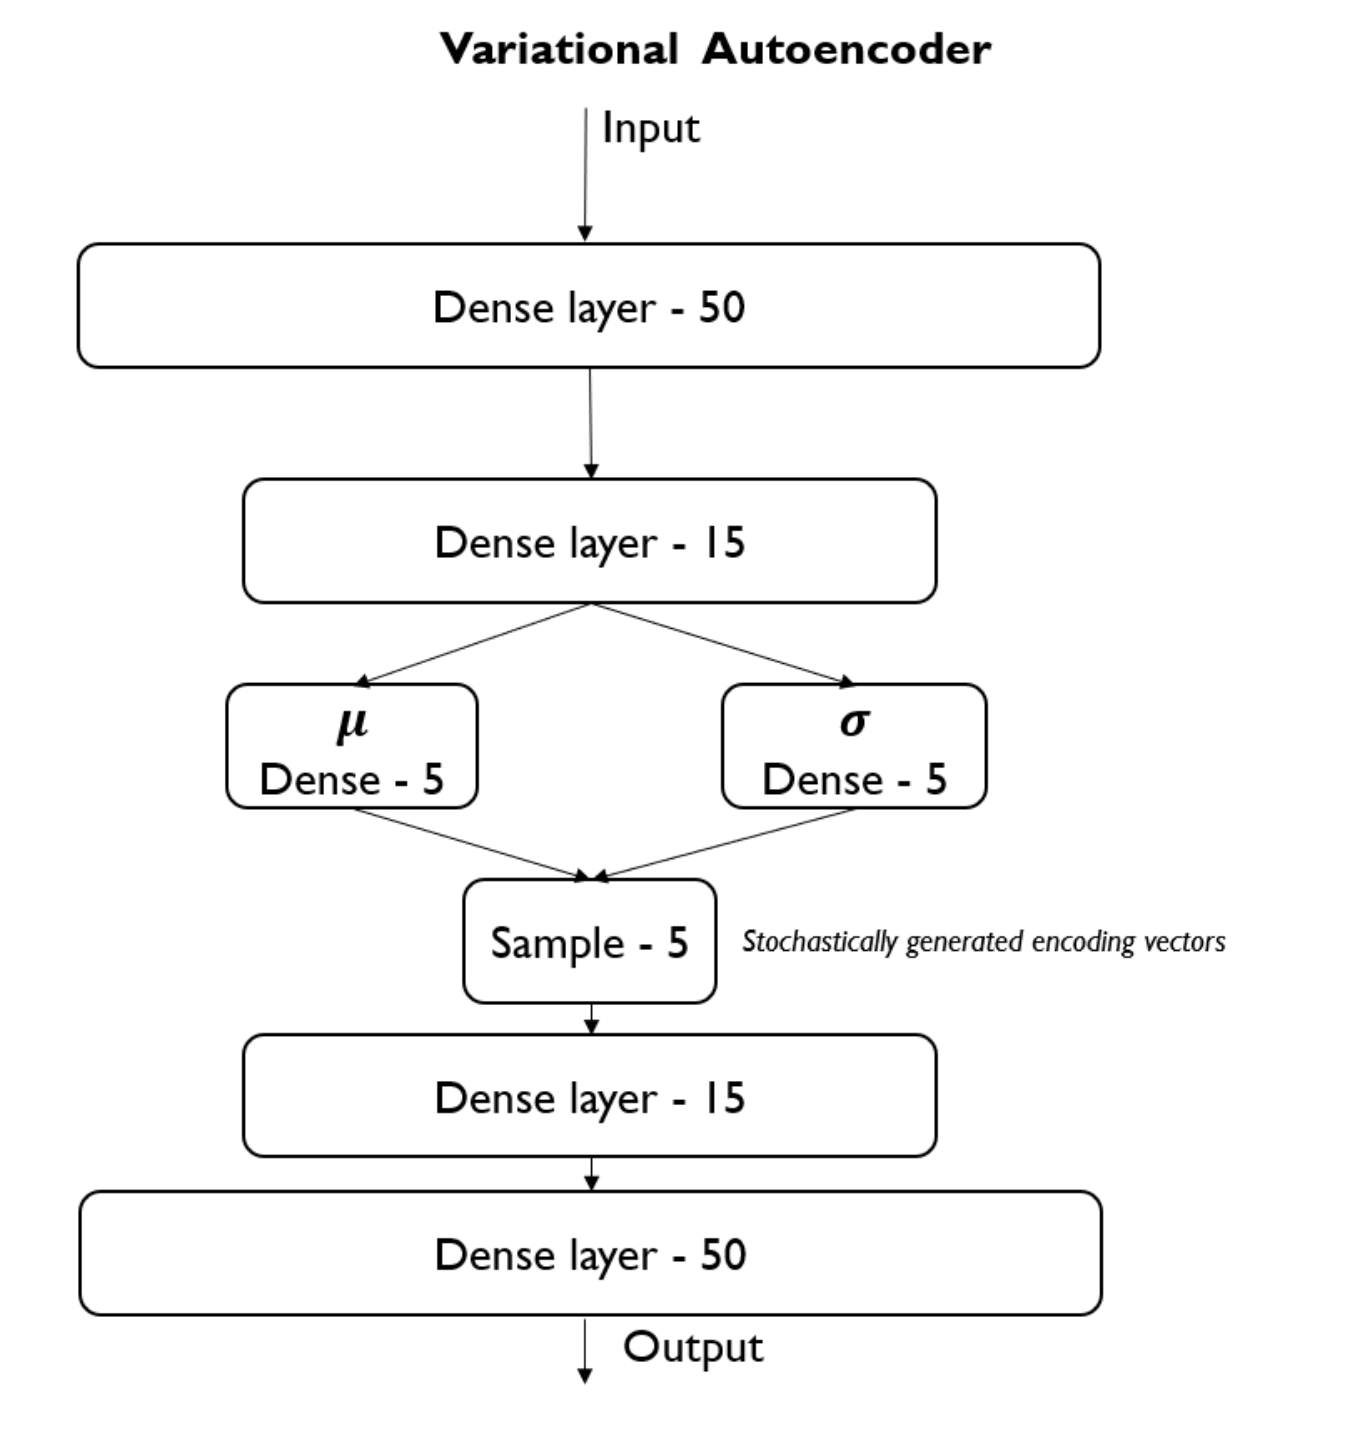 Variational Autoencoder
Input
Dense layer - 50
Dense layer - 15
μ
Dense - 5
σ
Dense - 5
Sample - 5
Stochastically generated encoding vectors
Dense layer - 15
Dense layer - 50
Output